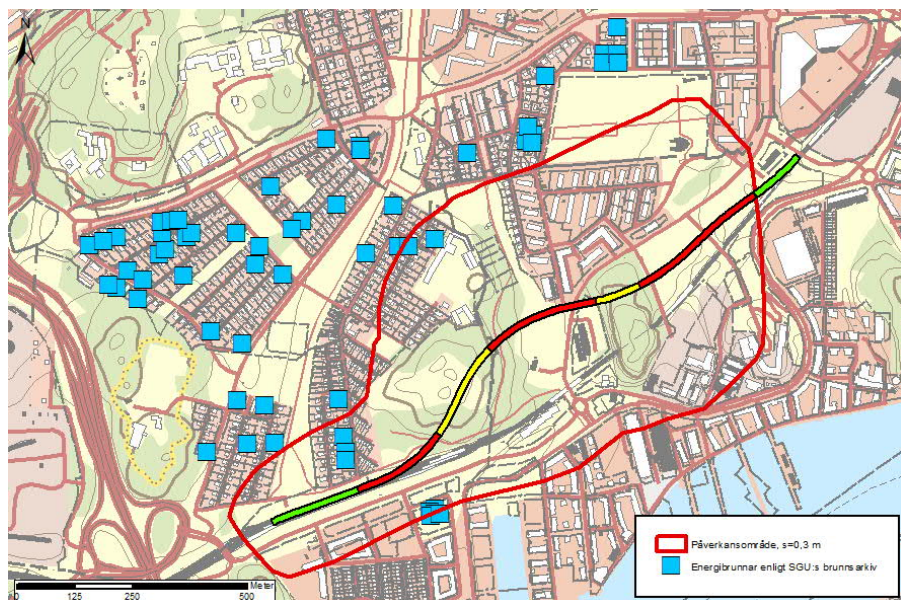 N
Påverkansområde, s=0,3 m
Energibrunnar enligt SGU:s brunnsarkiv
Meter
0 125 250 500